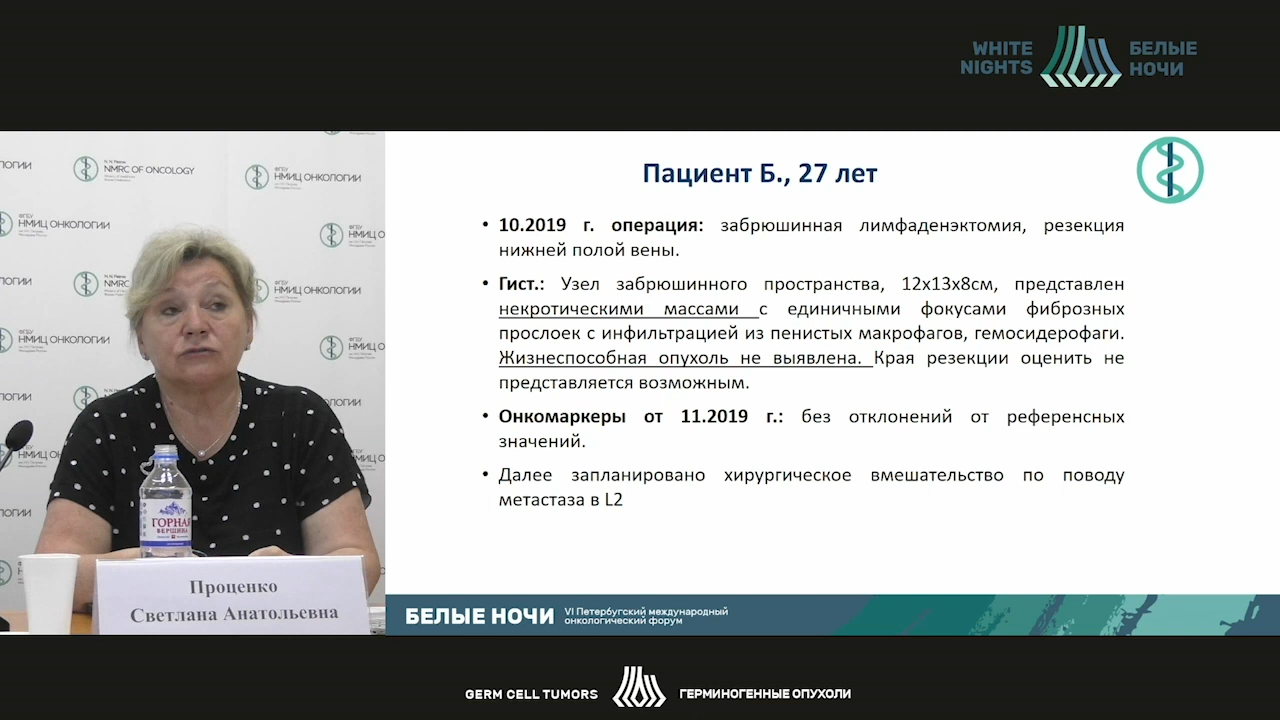 WHITE
NIGHTS
БЕЛЫЕ
НОЧИ
NMRC OF ONCOLOGY
НМИЦ ОНКОЛОГИИ
ГОРНАЯ
ВЕРШИНА
Проценко
Светлана Анатольевна
Пациент Б., 27 лет
• 10.2019 г. операция: забрюшинная лимфаденэктомия, резекция
нижней полой вены.
• Гист.: Узел забрюшинного пространства, 12х13х8см, представлен
некротическими массами с единичными фокусами фиброзных
прослоек с инфильтрацией из пенистых макрофагов, гемосидерофаги.
Жизнеспособная опухоль не выявлена. Края резекции оценить не
представляется возможным.
• Онкомаркеры от 11.2019 г.: без отклонений от референсных
значений.
• Далее запланировано хирургическое вмешательство по поводу
метастаза в L2
БЕЛЫЕ НОЧИ
VI Петербургский международный
онкологический форум
GERM CELL TUMORS
ГЕРМИНОГЕННЫЕ ОПУХОЛИ